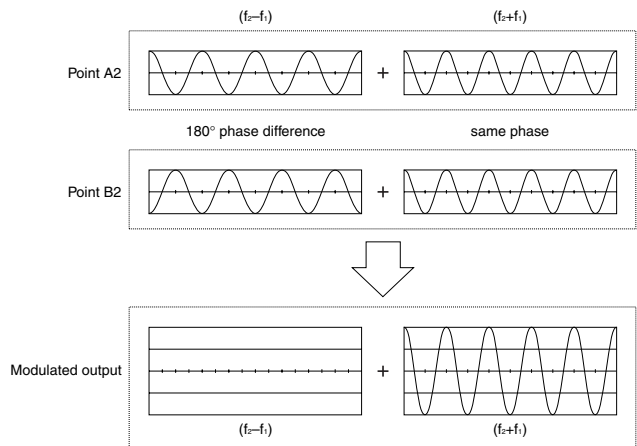 (f₂–f₁) (f₂+f₁)
Point A2 +
180° phase difference same phase
Point B2 +
Modulated output +
(f₂–f₁) (f₂+f₁)